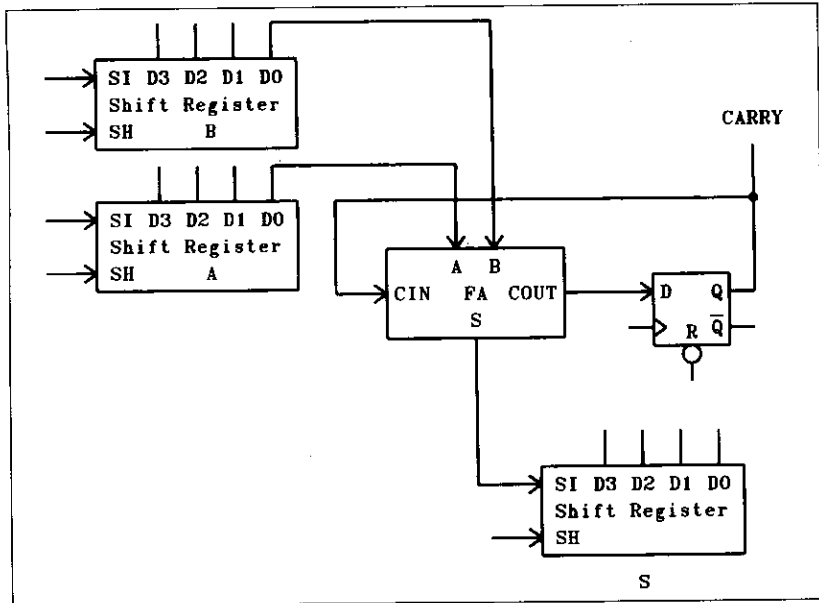 SI D3 D2 D1 D0
Shift Register
SH B
CARRY
SI D3 D2 D1 D0
Shift Register
SH A
A B
CIN FA COUT
S
D Q
R Q̅
SI D3 D2 D1 D0
Shift Register
SH
S